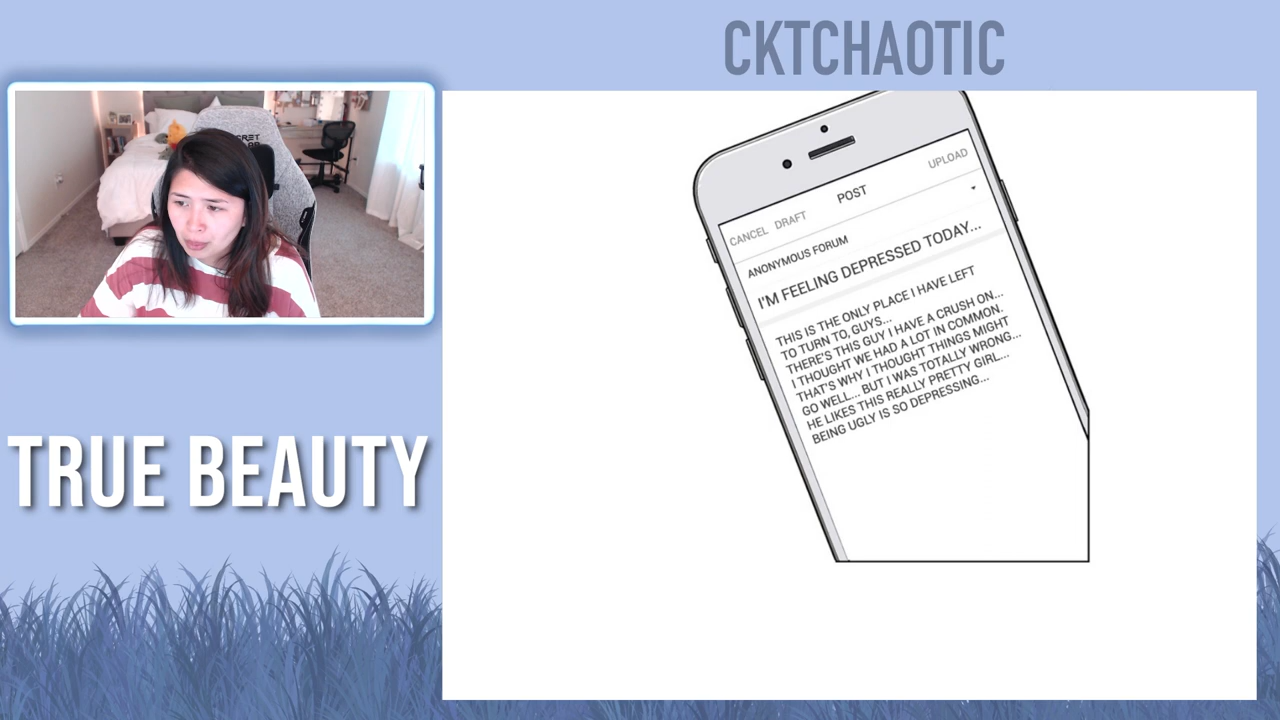 CKTCHAOTIC
TRUE BEAUTY
UPLOAD
POST
CANCEL DRAFT
ANONYMOUS FORUM
I'M FEELING DEPRESSED TODAY...
THIS IS THE ONLY PLACE I HAVE LEFT
TO TURN TO, GUYS...
THERE'S THIS GUY I HAVE A CRUSH ON...
I THOUGHT WE HAD A LOT IN COMMON.
THAT'S WHY I THOUGHT THINGS MIGHT
GO WELL... BUT I WAS TOTALLY WRONG...
HE LIKES THIS REALLY PRETTY GIRL...
BEING UGLY IS SO DEPRESSING...